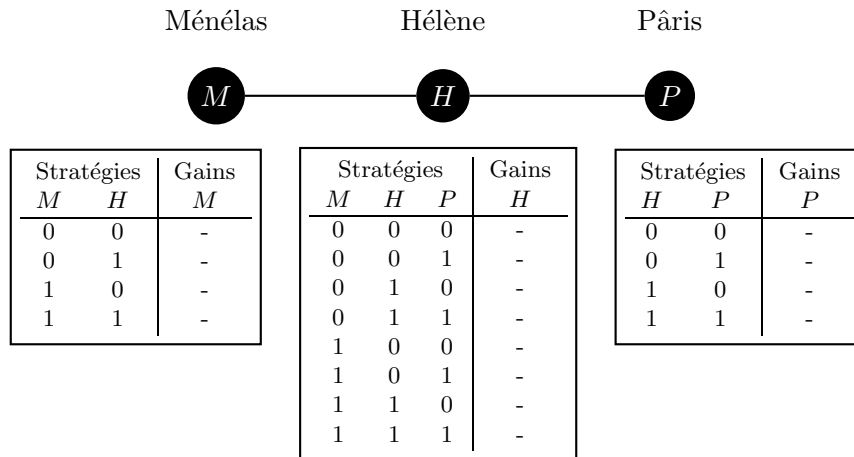 Ménélas Hélène Pâris
M H P
Stratégies Gains
M H M
0 0 -
0 1 -
1 0 -
1 1 -
Stratégies Gains
M H P H
0 0 0 -
0 0 1 -
0 1 0 -
0 1 1 -
1 0 0 -
1 0 1 -
1 1 0 -
1 1 1 -
Stratégies Gains
H P P
0 0 -
0 1 -
1 0 -
1 1 -